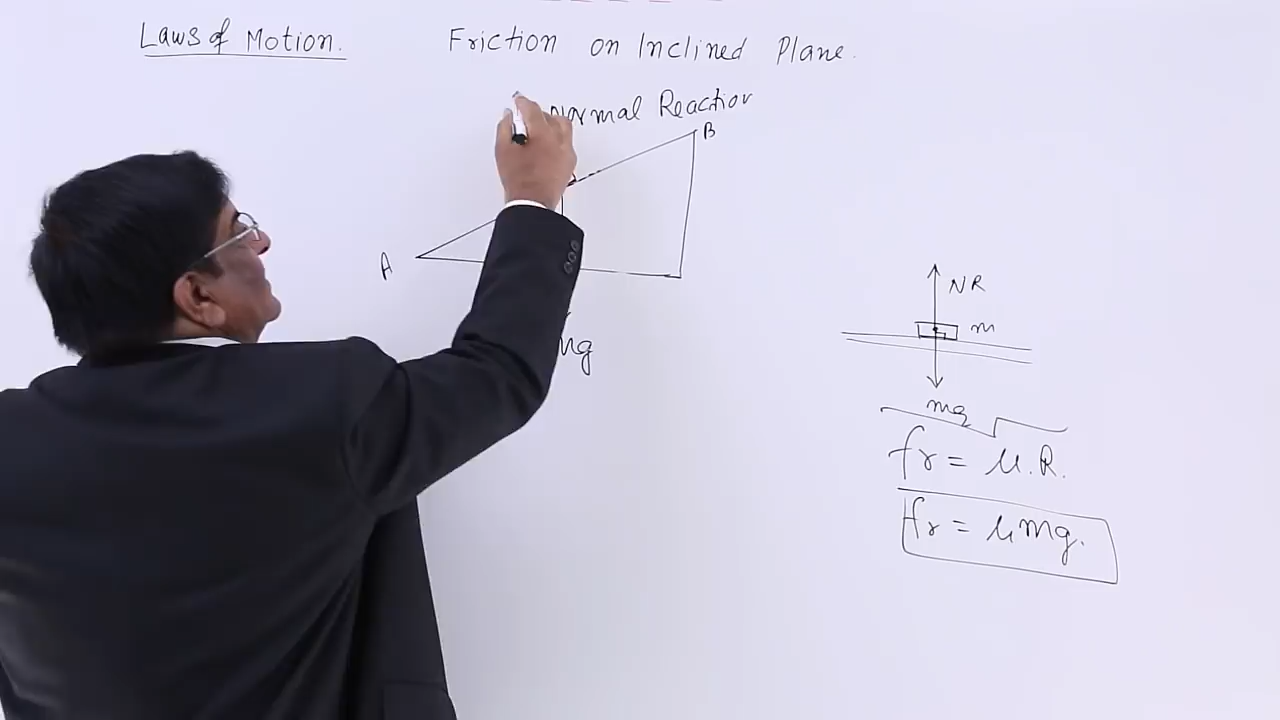 Laws of Motion.
Friction on Inclined Plane.
Normal Reaction
B
A
mg
NR
m
mg
fr = μ.R.
fr = μmg.